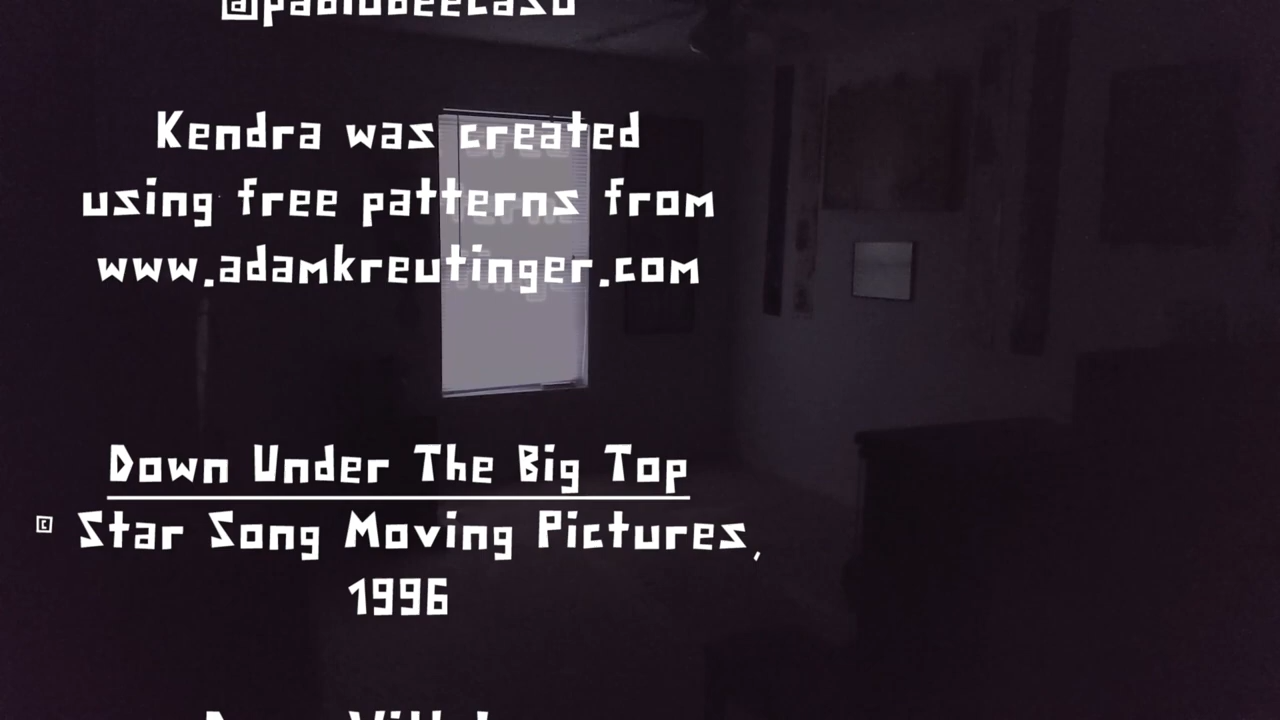 Kendra was created
using free patterns from
www.adamkreutinger.com
Down Under The Big Top
© Star Song Moving Pictures,
1996